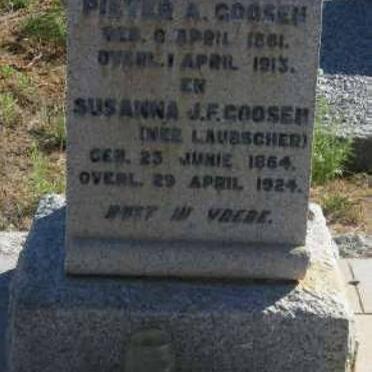 PIETER A. GOOSEN
GEB. 8 APRIL 1861.
OVERL. 1 APRIL 1913.
EN
SUSANNA J.F. GOOSEN
(NEE LAUBSCHER)
GEB. 23 JUNIE 1864.
OVERL. 29 APRIL 1924.
RUST IN VREDE.